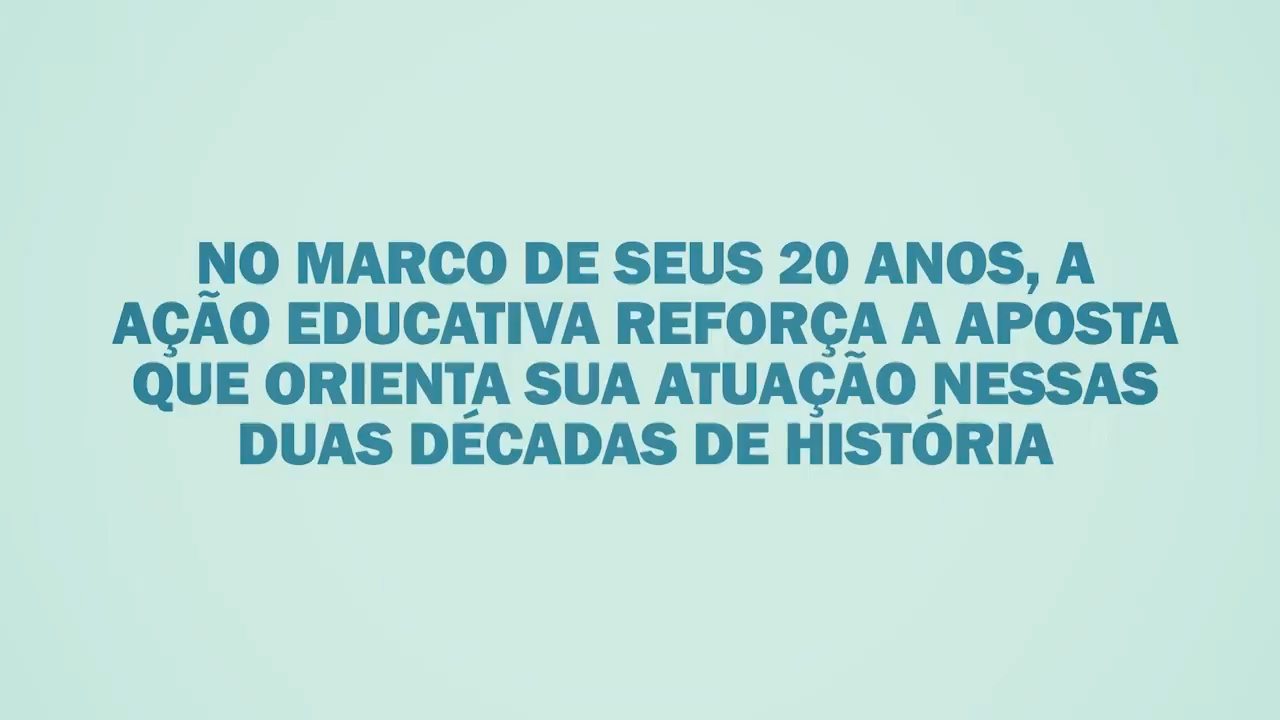 NO MARCO DE SEUS 20 ANOS, A
AÇÃO EDUCATIVA REFORÇA A APOSTA
QUE ORIENTA SUA ATUAÇÃO NESSAS
DUAS DÉCADAS DE HISTÓRIA